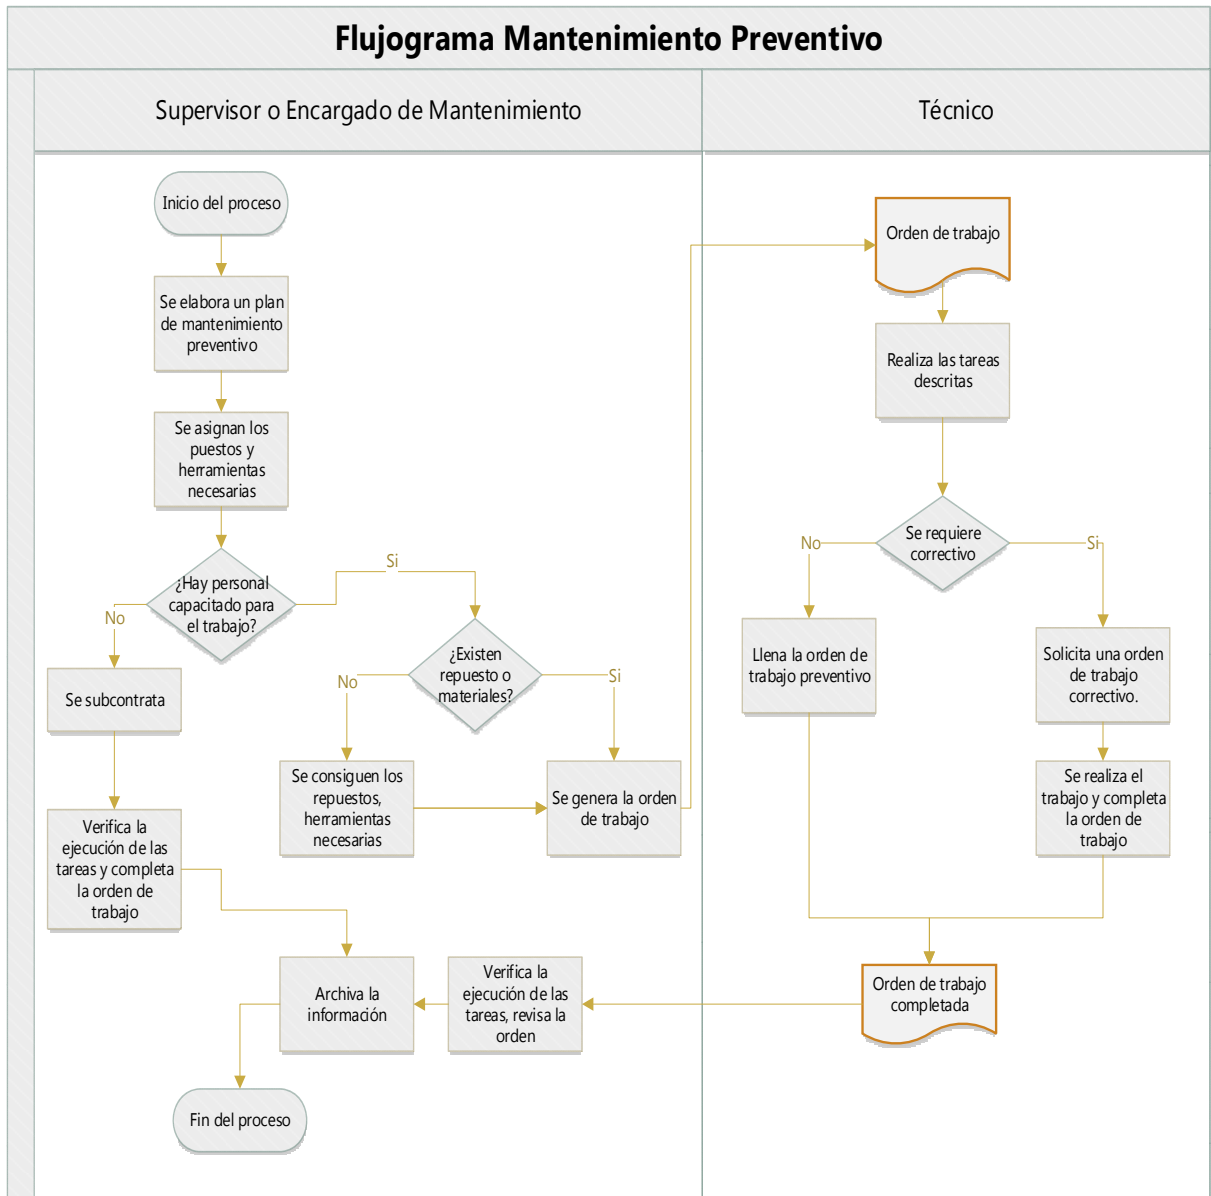 Flujograma Mantenimiento Preventivo
Supervisor o Encargado de Mantenimiento
Técnico
Inicio del proceso
Se elabora un plan
de mantenimiento
preventivo
Se asignan los
puestos y
herramientas
necesarias
¿Hay personal
capacitado para
el trabajo?
No
Si
Se subcontrata
Verifica la
ejecución de las
tareas y completa
la orden de
trabajo
¿Existen
repuesto o
materiales?
No
Si
Se consiguen los
repuestos,
herramientas
necesarias
Se genera la orden
de trabajo
Orden de trabajo
Realiza las tareas
descritas
Se requiere
correctivo
No
Si
Llena la orden de
trabajo preventivo
Solicita una orden
de trabajo
correctivo.
Se realiza el
trabajo y completa
la orden de
trabajo
Orden de trabajo
completada
Verifica la
ejecución de las
tareas, revisa la
orden
Archiva la
información
Fin del proceso